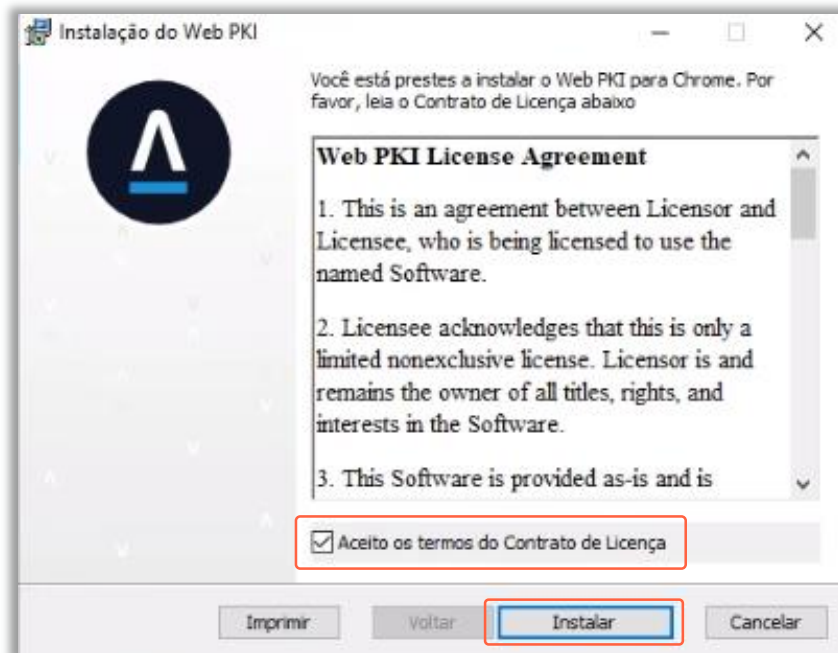 Instalação do Web PKI
Você está prestes a instalar o Web PKI para Chrome. Por
favor, leia o Contrato de Licença abaixo
Web PKI License Agreement
1. This is an agreement between Licensor and
Licensee, who is being licensed to use the
named Software.
2. Licensee acknowledges that this is only a
limited nonexclusive license. Licensor is and
remains the owner of all titles, rights, and
interests in the Software.
3. This Software is provided as-is and is
Aceito os termos do Contrato de Licença
Imprimir Voltar Instalar Cancelar